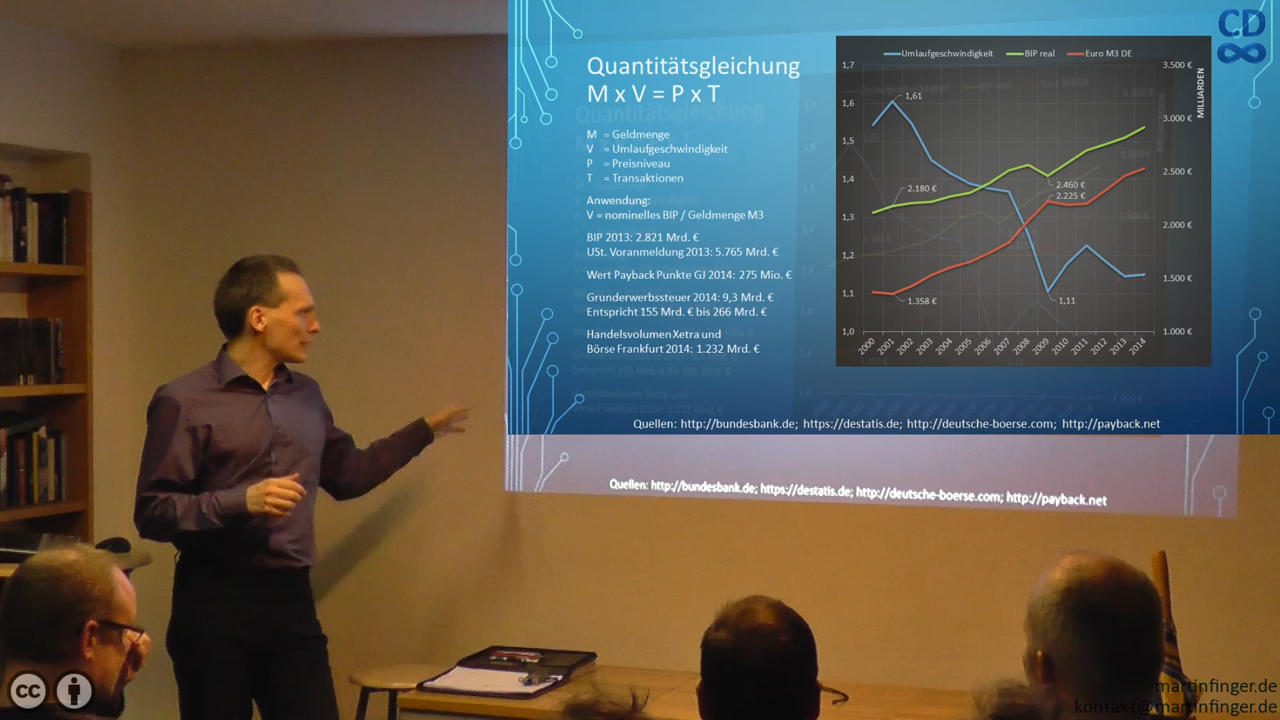 CD
Quantitätsgleichung
M x V = P x T
M = Geldmenge
V = Umlaufgeschwindigkeit
P = Preisniveau
T = Transaktionen
Anwendung:
V = nominelles BIP / Geldmenge M3
BIP 2013: 2.821 Mrd. €
USt. Voranmeldung 2013: 5.765 Mrd. €
Wert Payback Punkte GJ 2014: 275 Mio. €
Grunderwerbssteuer 2014: 9,3 Mrd. €
Entspricht 155 Mrd. € bis 266 Mrd. €
Handelsvolumen Xetra und
Börse Frankfurt 2014: 1.232 Mrd. €
Umlaufgeschwindigkeit BIP real Euro M3 DE
1,7
1,6
1,5
1,4
1,3
1,2
1,1
1,0
1,61
2.180 €
1.358 €
2.460 €
2.225 €
1,11
3.500 €
3.000 €
2.500 €
2.000 €
1.500 €
1.000 €
MILLIARDEN
2000 2001 2002 2003 2004 2005 2006 2007 2008 2009 2010 2011 2012 2013 2014
Quellen: http://bundesbank.de; https://destatis.de; http://deutsche-boerse.com; http://payback.net
Quellen: http://bundesbank.de; https://destatis.de; http://deutsche-boerse.com; http://payback.net
cc
martinfinger.de
kontakt@martinfinger.de